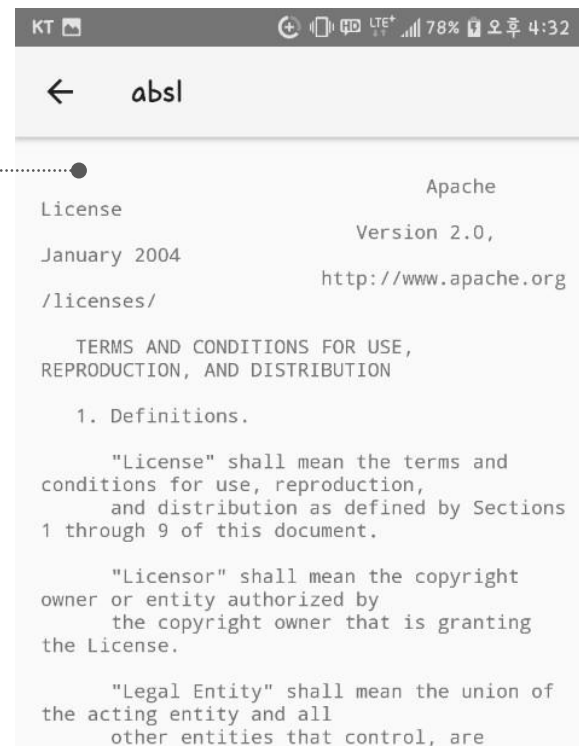 KT LTE+ 78% 오후 4:32
absl
Apache
License
Version 2.0,
January 2004
http://www.apache.org
/licenses/
TERMS AND CONDITIONS FOR USE,
REPRODUCTION, AND DISTRIBUTION
1. Definitions.
"License" shall mean the terms and
conditions for use, reproduction,
and distribution as defined by Sections
1 through 9 of this document.
"Licensor" shall mean the copyright
owner or entity authorized by
the copyright owner that is granting
the License.
"Legal Entity" shall mean the union of
the acting entity and all
other entities that control, are